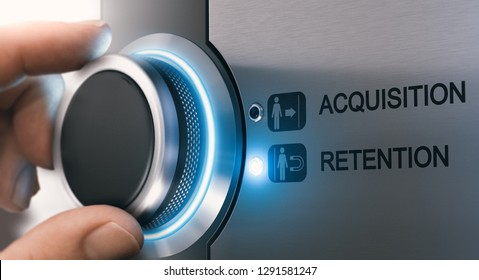 ACQUISITION
RETENTION
shutterstock.com · 1291581247